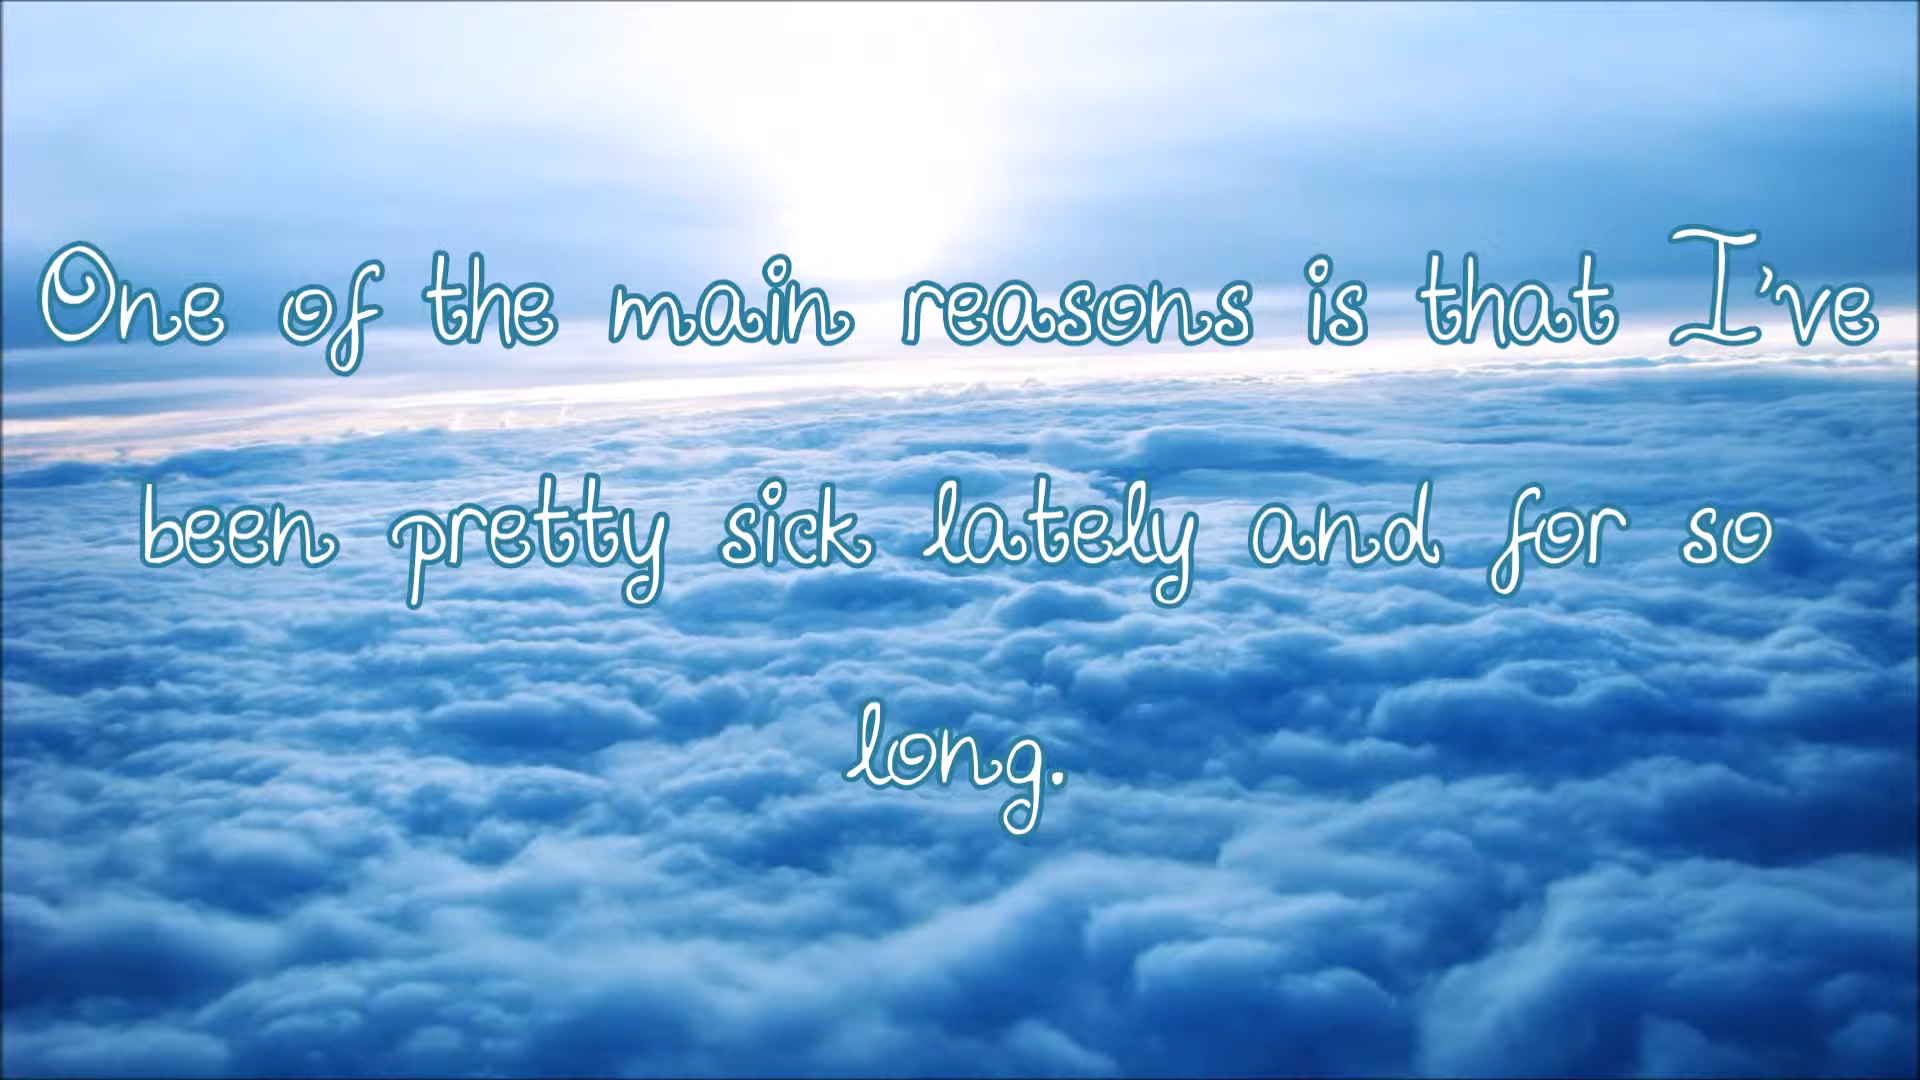 One of the main reasons is that I've
been pretty sick lately and for so
long.